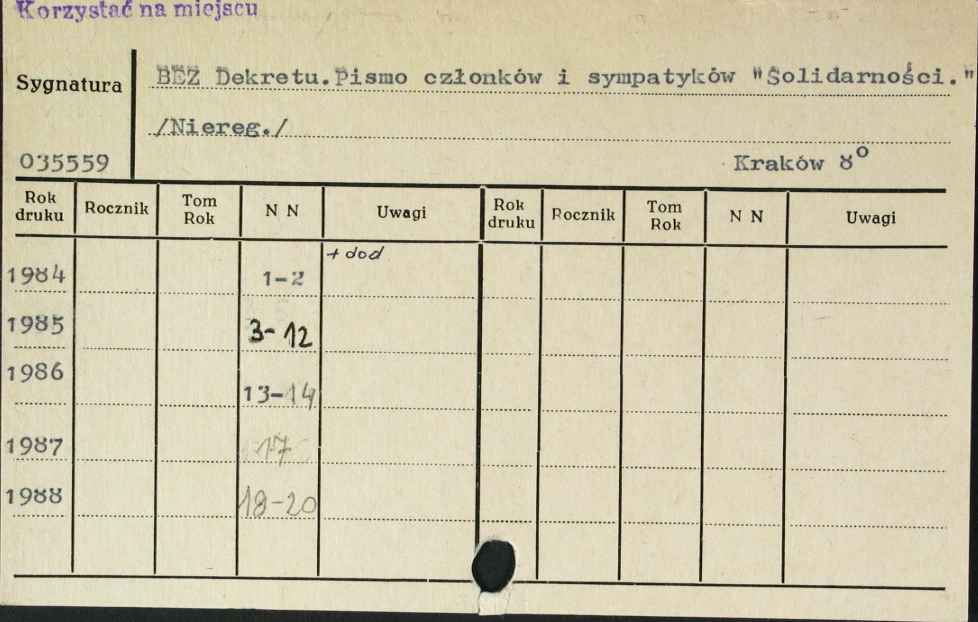 Korzystać na miejscu
Sygnatura BEZ Dekretu.Pismo członków i sympatyków "Solidarności."
/Niereg./
035559 Kraków 8°
Rok druku Rocznik Tom Rok N N Uwagi Rok druku Rocznik Tom Rok N N Uwagi
+ dod
1984 1-2
1985 3-12
1986 13-14
1987 17
1988 18-20